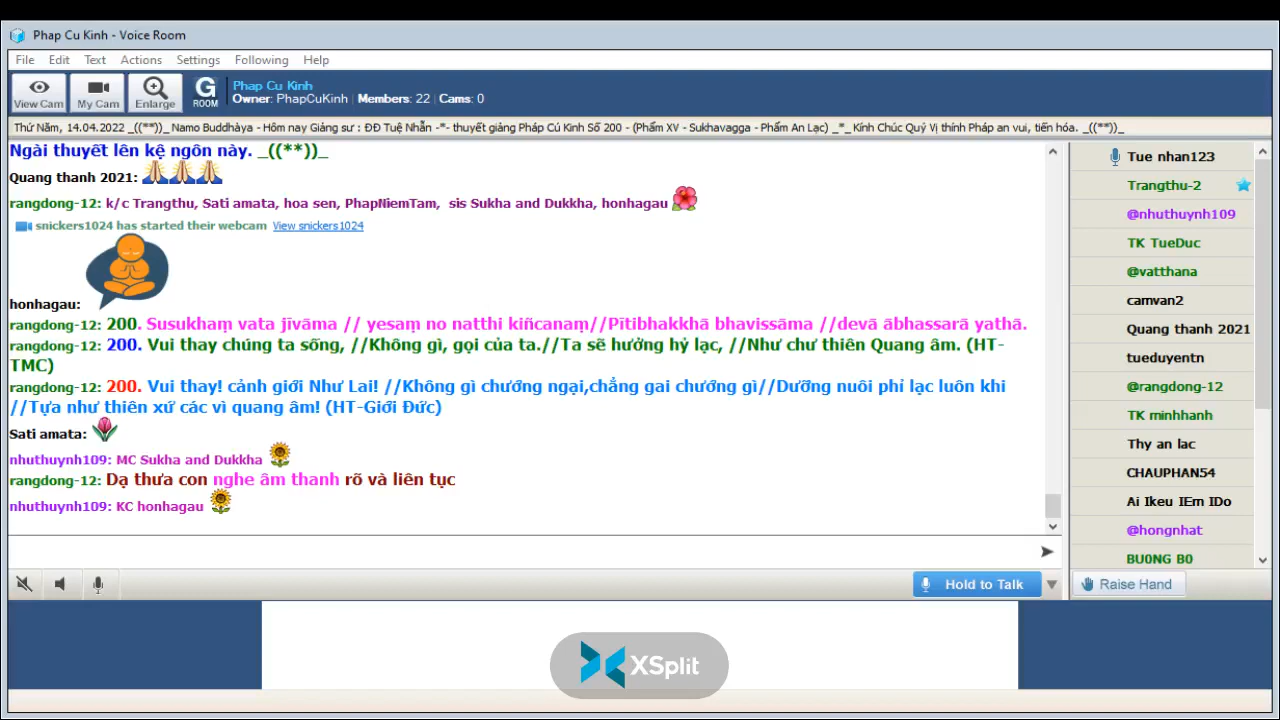 Phap Cu Kinh - Voice Room
File Edit Text Actions Settings Following Help
View Cam My Cam Enlarge G ROOM
Phap Cu Kinh
Owner: PhapCuKinh | Members: 22 | Cams: 0
Thứ Năm, 14.04.2022 _((**))_ Namo Buddhàya - Hôm nay Giảng sư : ĐĐ Tuệ Nhẫn -*- thuyết giảng Pháp Cú Kinh Số 200 - (Phẩm XV - Sukhavagga - Phẩm An Lạc) _*_ Kính Chúc Quý Vị thính Pháp an vui, tiến hóa. _((**))_
Ngài thuyết lên kệ ngôn này. _((**))_
Quang thanh 2021:
rangdong-12: k/c Trangthu, Sati amata, hoa sen, PhapNiemTam, sis Sukha and Dukkha, honhagau
snickers1024 has started their webcam View snickers1024
honhagau:
rangdong-12: 200. Susukhaṃ vata jīvāma // yesaṃ no natthi kiñcanaṃ//Pītibhakkhā bhavissāma //devā ābhassarā yathā.
rangdong-12: 200. Vui thay chúng ta sống, //Không gì, gọi của ta.//Ta sẽ hưởng hỷ lạc, //Như chư thiên Quang âm. (HT-
TMC)
rangdong-12: 200. Vui thay! cảnh giới Như Lai! //Không gì chướng ngại,chẳng gai chướng gì//Dưỡng nuôi phỉ lạc luôn khi
//Tựa như thiên xứ các vì quang âm! (HT-Giới Đức)
Sati amata:
nhuthuynh109: MC Sukha and Dukkha
rangdong-12: Dạ thưa con nghe âm thanh rõ và liên tục
nhuthuynh109: KC honhagau
Tue nhan123
Trangthu-2
@nhuthuynh109
TK TueDuc
@vatthana
camvan2
Quang thanh 2021
tueduyentn
@rangdong-12
TK minhhanh
Thy an lac
CHAUPHAN54
Ai Ikeu IEm IDo
@hongnhat
BU0NG B0
Hold to Talk
Raise Hand
XSplit